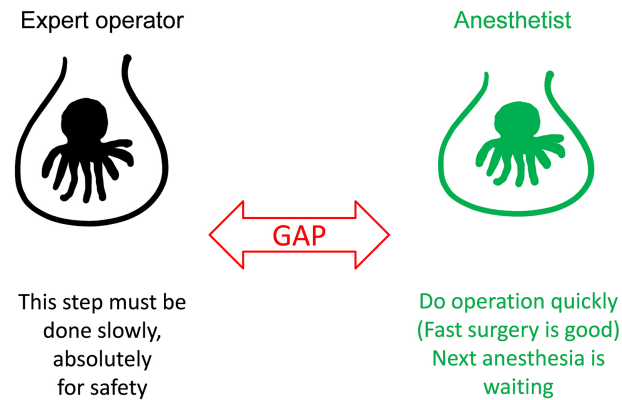 Expert operator
Anesthetist
GAP
This step must be
done slowly,
absolutely
for safety
Do operation quickly
(Fast surgery is good)
Next anesthesia is
waiting